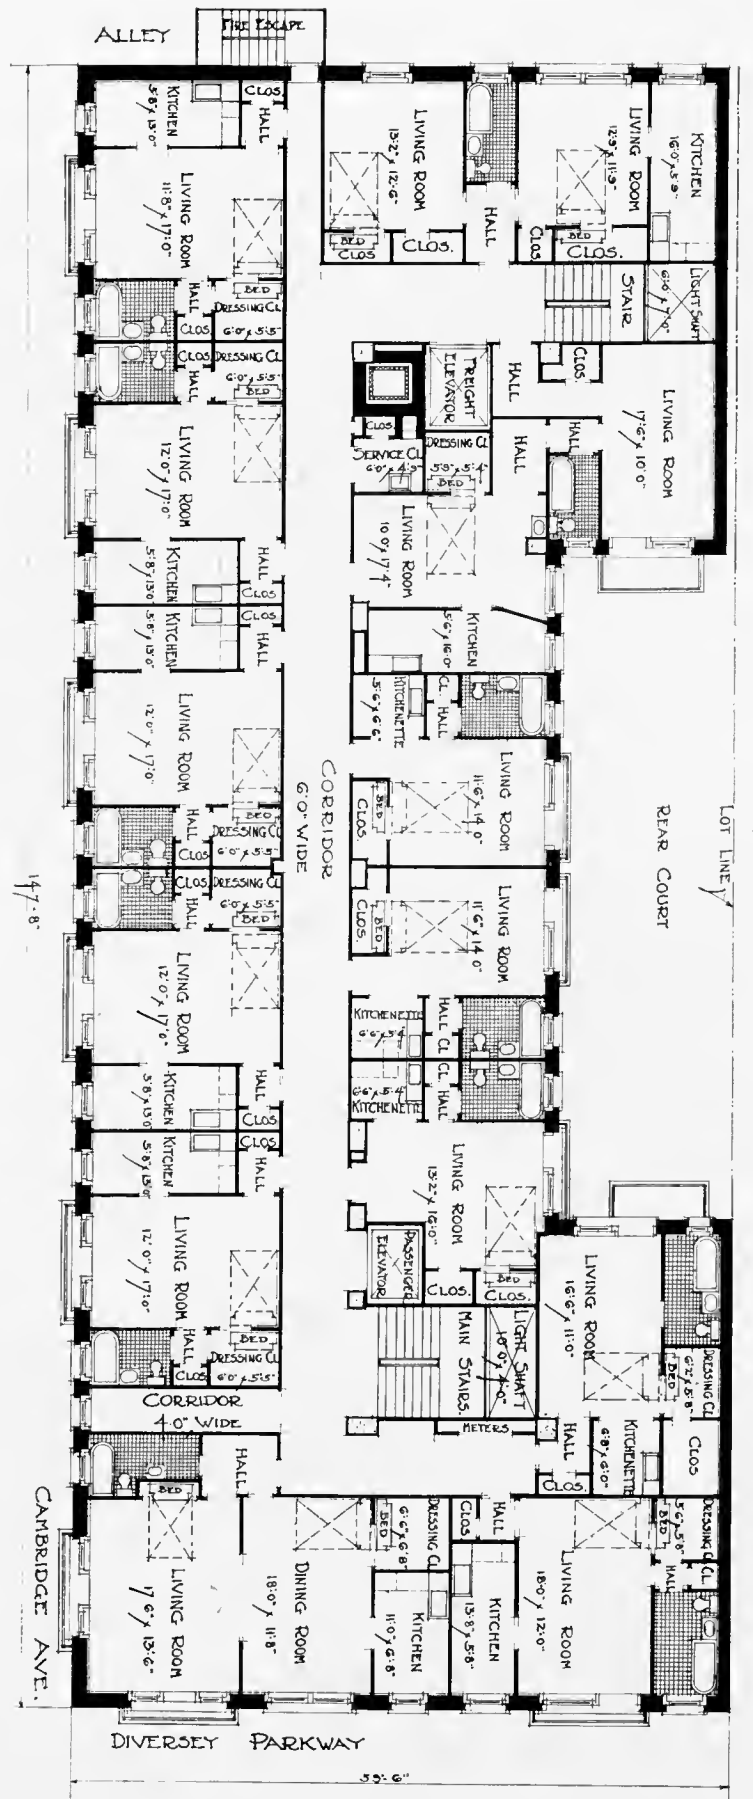 ALLEY
FIRE ESCAPE
KITCHEN
5'8" x 13'0"
CLOS.
HALL
LIVING ROOM
11'8" x 17'0"
BED
DRESSING CL
6'0" x 5'5"
HALL
CLOS.
LIVING ROOM
13'2" x 12'6"
BED
CLOS
CLOS.
HALL
LIVING ROOM
12'9" x 11'9"
CLOS
BED
CLOS.
KITCHEN
16'0" x 5'9"
STAIR
LIGHT SHAFT
6'0" x 7'0"
CLOS
DRESSING CL
6'0" x 5'5"
HALL
BED
LIVING ROOM
12'0" x 17'0"
FREIGHT ELEVATOR
HALL
CLOS.
LIVING ROOM
17'6" x 10'0"
HALL
CLOS.
SERVICE CL
6'0" x 4'9"
DRESSING CL
5'9" x 5'4"
BED
HALL
LIVING ROOM
10'0" x 17'4"
KITCHEN
5'8" x 13'0"
HALL
CLOS
KITCHEN
5'8" x 13'0"
CLOS
HALL
KITCHEN
5'6" x 16'0"
LIVING ROOM
12'0" x 17'0"
KITCHENETTE
5'6" x 6'6"
CL
HALL
CORRIDOR
6'0" WIDE
LIVING ROOM
11'6" x 14'0"
BED
CLOS.
REAR COURT
LOT LINE
HALL
BED
DRESSING CL
CLOS
6'0" x 5'5"
CLOS
DRESSING CL
6'0" x 5'5"
HALL
BED
LIVING ROOM
11'6" x 14'0"
BED
CLOS.
147'-8"
LIVING ROOM
12'0" x 17'0"
KITCHENETTE
6'6" x 5'4"
HALL
CL
KITCHEN
5'8" x 13'0"
HALL
CLOS
6'6" x 5'4"
KITCHENETTE
CL
HALL
KITCHEN
5'8" x 13'0"
CLOS
HALL
LIVING ROOM
13'2" x 16'0"
BED
CLOS.
CLOS.
LIVING ROOM
12'0" x 17'0"
PASSENGER ELEVATOR
LIVING ROOM
16'6" x 11'0"
HALL
BED
DRESSING CL
CLOS
6'0" x 5'5"
MAIN STAIRS.
LIGHT SHAFT
10'0" x 4'0"
BED
DRESSING CL
6'2" x 5'8"
CORRIDOR
4'0" WIDE
METERS
HALL
CLOS.
KITCHENETTE
6'8" x 6'0"
CLOS
HALL
BED
LIVING ROOM
17'6" x 13'6"
DINING ROOM
18'0" x 11'8"
BED
DRESSING CL
6'6" x 6'8"
KITCHEN
11'0" x 6'8"
CLOS
HALL
KITCHEN
13'8" x 5'8"
LIVING ROOM
18'0" x 12'0"
BED
DRESSING CL
5'6" x 5'8"
CL.
HALL
CAMBRIDGE AVE.
DIVERSEY PARKWAY
59'-6"